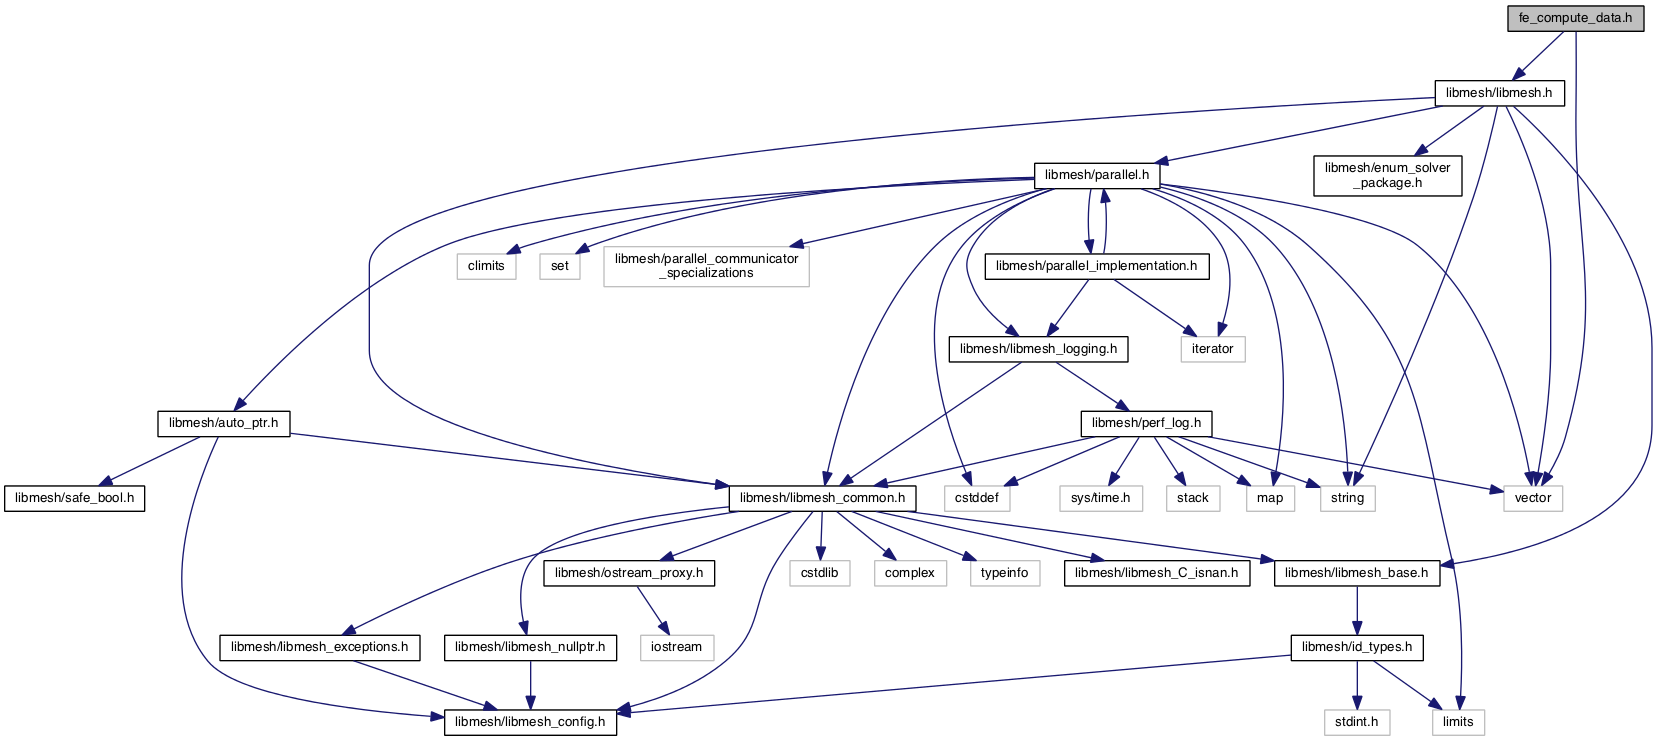 fe_compute_data.h
libmesh/libmesh.h
libmesh/enum_solver
_package.h
libmesh/parallel.h
climits
set
libmesh/parallel_communicator
_specializations
libmesh/parallel_implementation.h
libmesh/libmesh_logging.h
iterator
libmesh/auto_ptr.h
libmesh/perf_log.h
libmesh/safe_bool.h
libmesh/libmesh_common.h
cstddef
sys/time.h
stack
map
string
vector
libmesh/ostream_proxy.h
cstdlib
complex
typeinfo
libmesh/libmesh_C_isnan.h
libmesh/libmesh_base.h
libmesh/libmesh_exceptions.h
libmesh/libmesh_nullptr.h
iostream
libmesh/id_types.h
libmesh/libmesh_config.h
stdint.h
limits